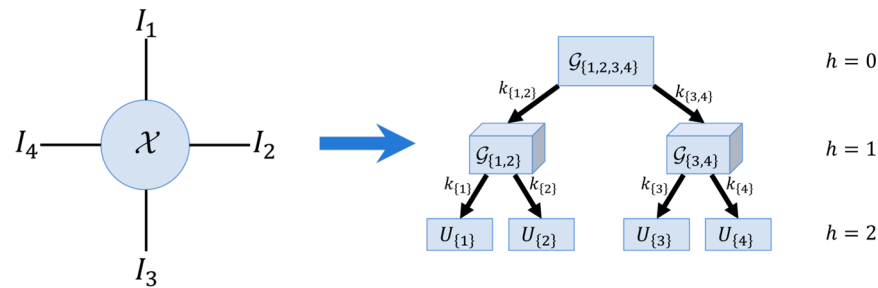 I₁
I₄
𝒳
I₂
I₃
𝒢{1,2,3,4}
h = 0
k{1,2}
k{3,4}
𝒢{1,2}
𝒢{3,4}
h = 1
k{1}
k{2}
k{3}
k{4}
U{1}
U{2}
U{3}
U{4}
h = 2